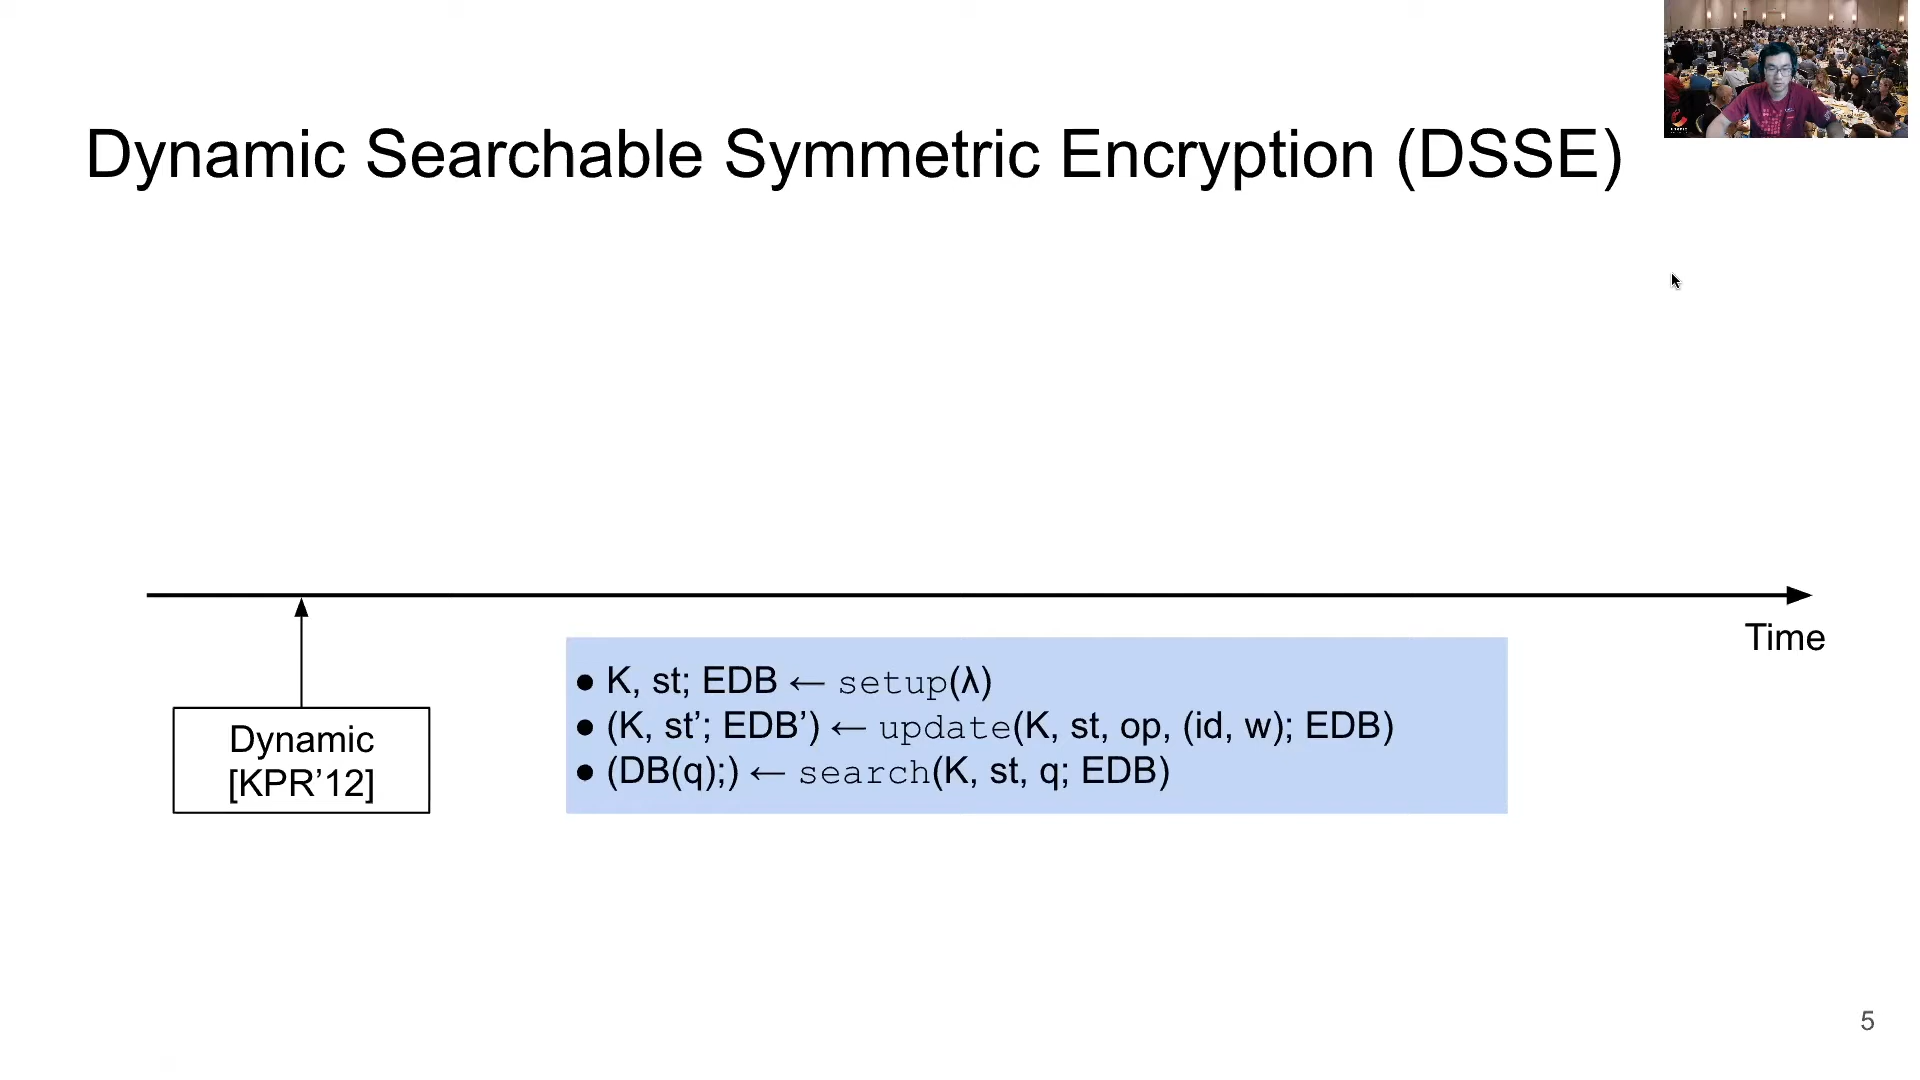 Dynamic Searchable Symmetric Encryption (DSSE)
Time
Dynamic
[KPR’12]
● K, st; EDB ← setup(λ)
● (K, st’; EDB’) ← update(K, st, op, (id, w); EDB)
● (DB(q);) ← search(K, st, q; EDB)
5